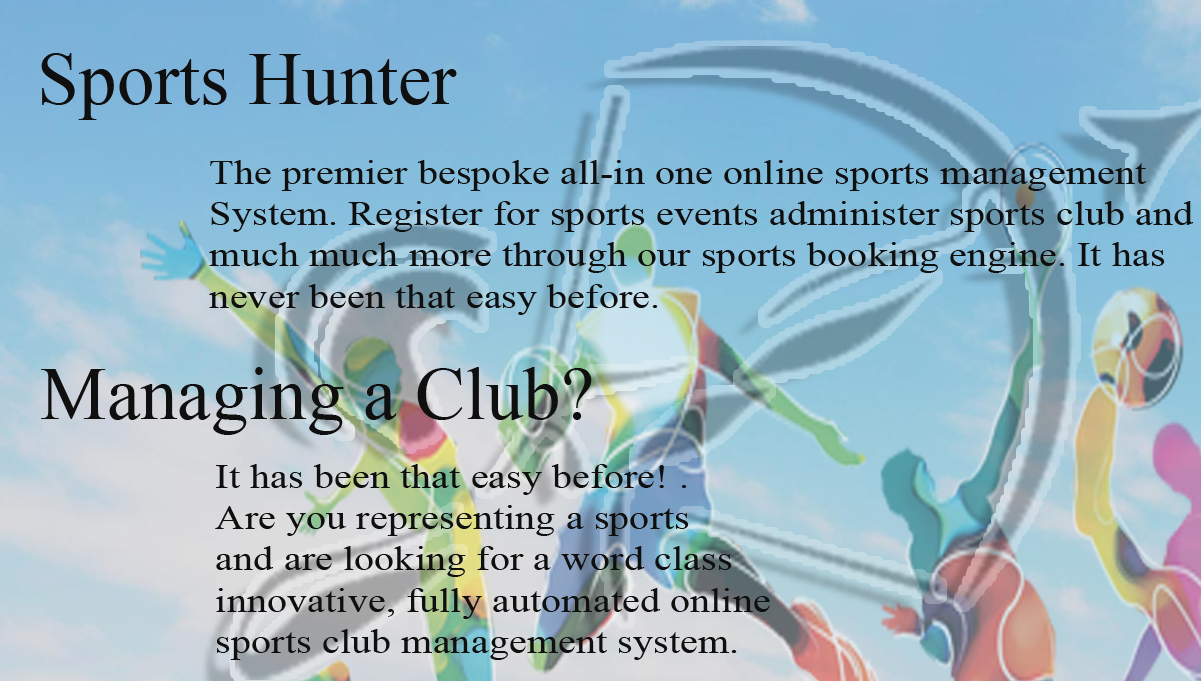 Sports Hunter
The premier bespoke all-in one online sports management
System. Register for sports events administer sports club and
much much more through our sports booking engine. It has
never been that easy before.
Managing a Club?
It has been that easy before! .
Are you representing a sports
and are looking for a word class
innovative, fully automated online
sports club management system.